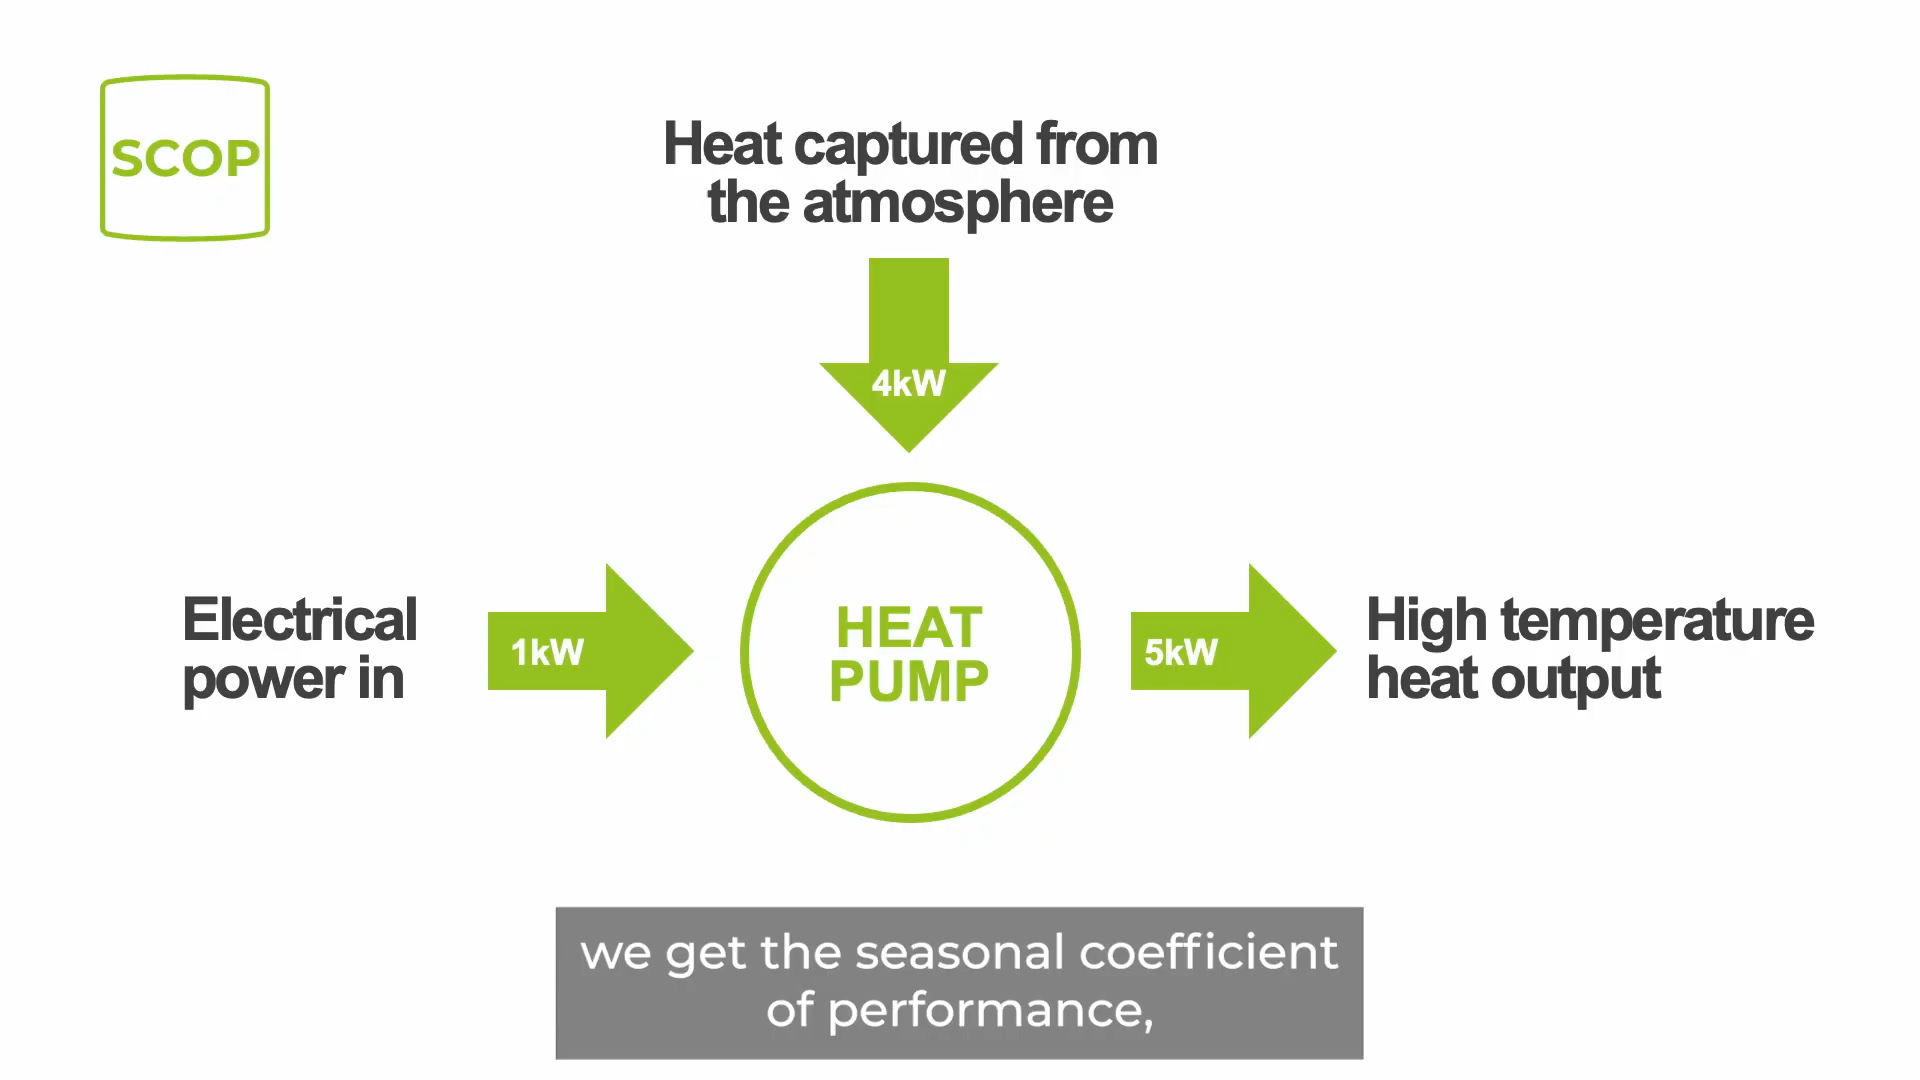 SCOP
Heat captured from
the atmosphere
4kW
Electrical
power in
1kW
HEAT
PUMP
5kW
High temperature
heat output
we get the seasonal coefficient
of performance,